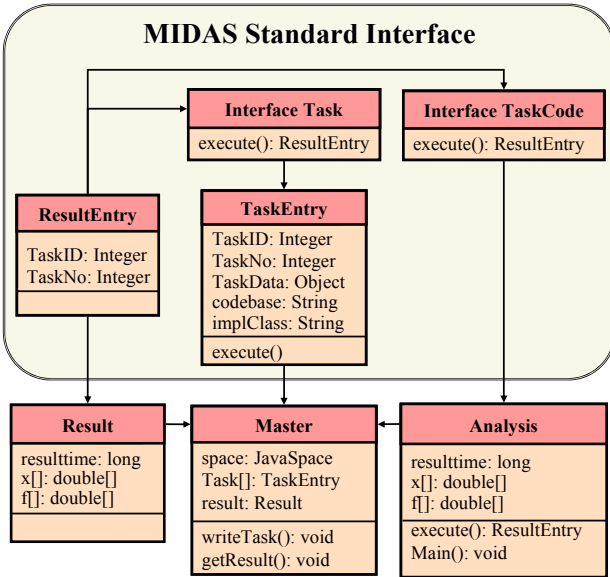 MIDAS Standard Interface
Interface Task
execute(): ResultEntry
Interface TaskCode
execute(): ResultEntry
ResultEntry
TaskID: Integer
TaskNo: Integer
TaskEntry
TaskID: Integer
TaskNo: Integer
TaskData: Object
codebase: String
implClass: String
execute()
Result
resulttime: long
x[]: double[]
f[]: double[]
Master
space: JavaSpace
Task[]: TaskEntry
result: Result
writeTask(): void
getResult(): void
Analysis
resulttime: long
x[]: double[]
f[]: double[]
execute(): ResultEntry
Main(): void